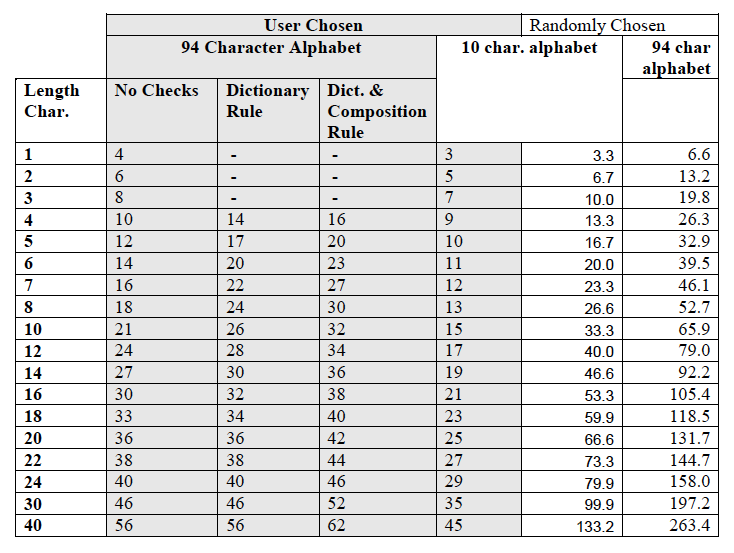 User Chosen Randomly Chosen
94 Character Alphabet 10 char. alphabet 94 char alphabet
Length Char. No Checks Dictionary Rule Dict. & Composition Rule
1 4 - - 3 3.3 6.6
2 6 - - 5 6.7 13.2
3 8 - - 7 10.0 19.8
4 10 14 16 9 13.3 26.3
5 12 17 20 10 16.7 32.9
6 14 20 23 11 20.0 39.5
7 16 22 27 12 23.3 46.1
8 18 24 30 13 26.6 52.7
10 21 26 32 15 33.3 65.9
12 24 28 34 17 40.0 79.0
14 27 30 36 19 46.6 92.2
16 30 32 38 21 53.3 105.4
18 33 34 40 23 59.9 118.5
20 36 36 42 25 66.6 131.7
22 38 38 44 27 73.3 144.7
24 40 40 46 29 79.9 158.0
30 46 46 52 35 99.9 197.2
40 56 56 62 45 133.2 263.4